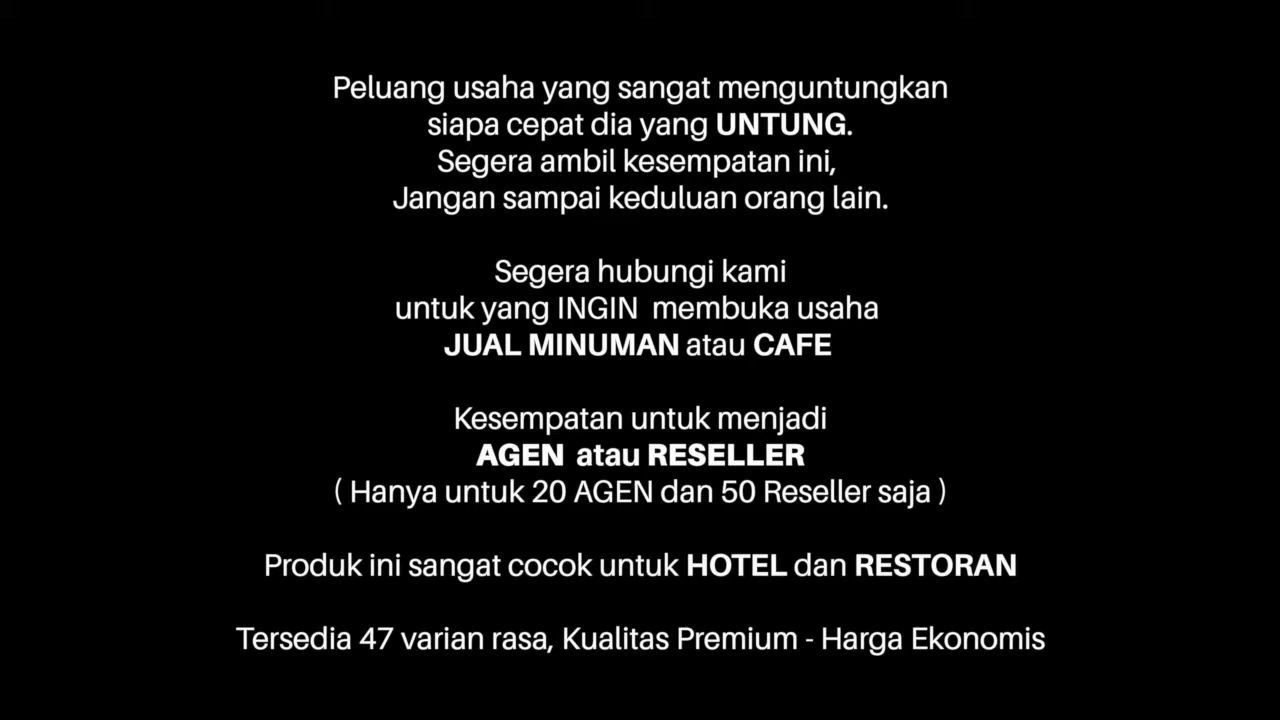 Peluang usaha yang sangat menguntungkan
siapa cepat dia yang UNTUNG.
Segera ambil kesempatan ini,
Jangan sampai keduluan orang lain.
Segera hubungi kami
untuk yang INGIN  membuka usaha
JUAL MINUMAN atau CAFE
Kesempatan untuk menjadi
AGEN  atau RESELLER
( Hanya untuk 20 AGEN dan 50 Reseller saja )
Produk ini sangat cocok untuk HOTEL dan RESTORAN
Tersedia 47 varian rasa, Kualitas Premium - Harga Ekonomis